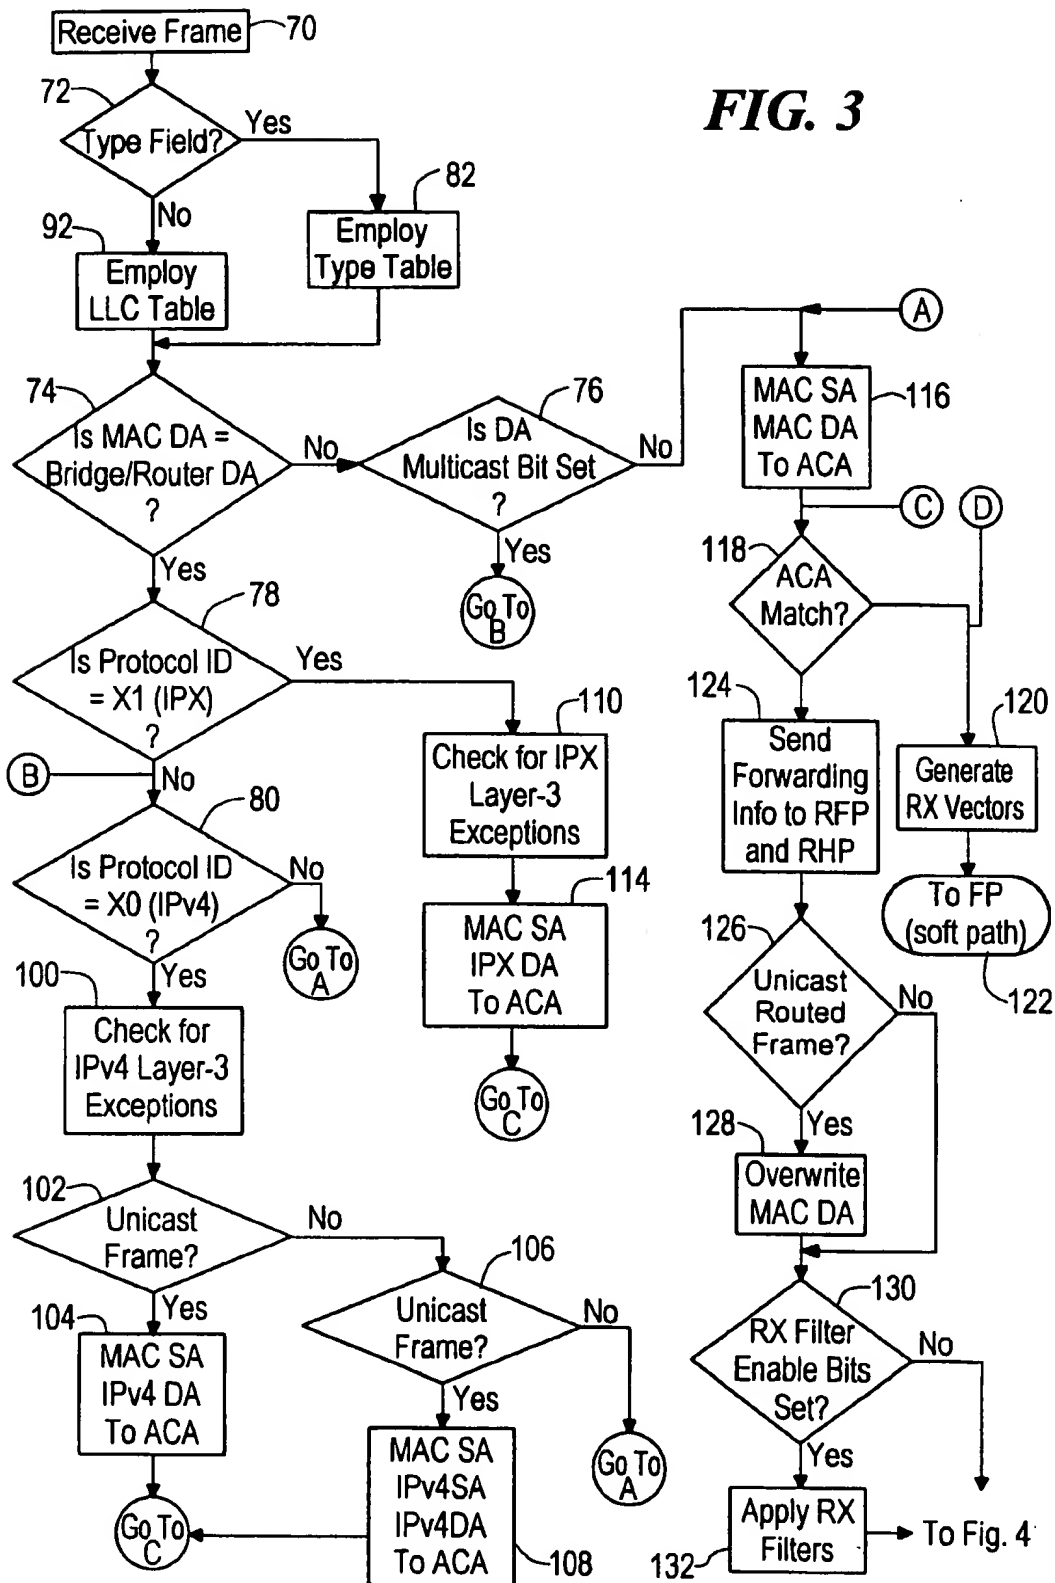 FIG. 3
Receive Frame
70
72
Type Field?
Yes
No
82
Employ
Type Table
92
Employ
LLC Table
74
Is MAC DA =
Bridge/Router DA
?
No
Yes
76
Is DA
Multicast Bit Set
?
No
Yes
Go To
B
78
Is Protocol ID
= X1 (IPX)
?
Yes
No
B
80
Is Protocol ID
= X0 (IPv4)
?
No
Yes
Go To
A
100
Check for
IPv4 Layer-3
Exceptions
102
Unicast
Frame?
No
Yes
104
MAC SA
IPv4 DA
To ACA
Go To
C
106
Unicast
Frame?
No
Yes
Go To
A
MAC SA
IPv4SA
IPv4DA
To ACA
108
110
Check for IPX
Layer-3
Exceptions
114
MAC SA
IPX DA
To ACA
Go To
C
A
MAC SA
MAC DA
To ACA
116
C
D
118
ACA
Match?
120
Generate
RX Vectors
To FP
(soft path)
122
124
Send
Forwarding
Info to RFP
and RHP
126
Unicast
Routed
Frame?
No
Yes
128
Overwrite
MAC DA
130
RX Filter
Enable Bits
Set?
No
Yes
Apply RX
Filters
132
To Fig. 4